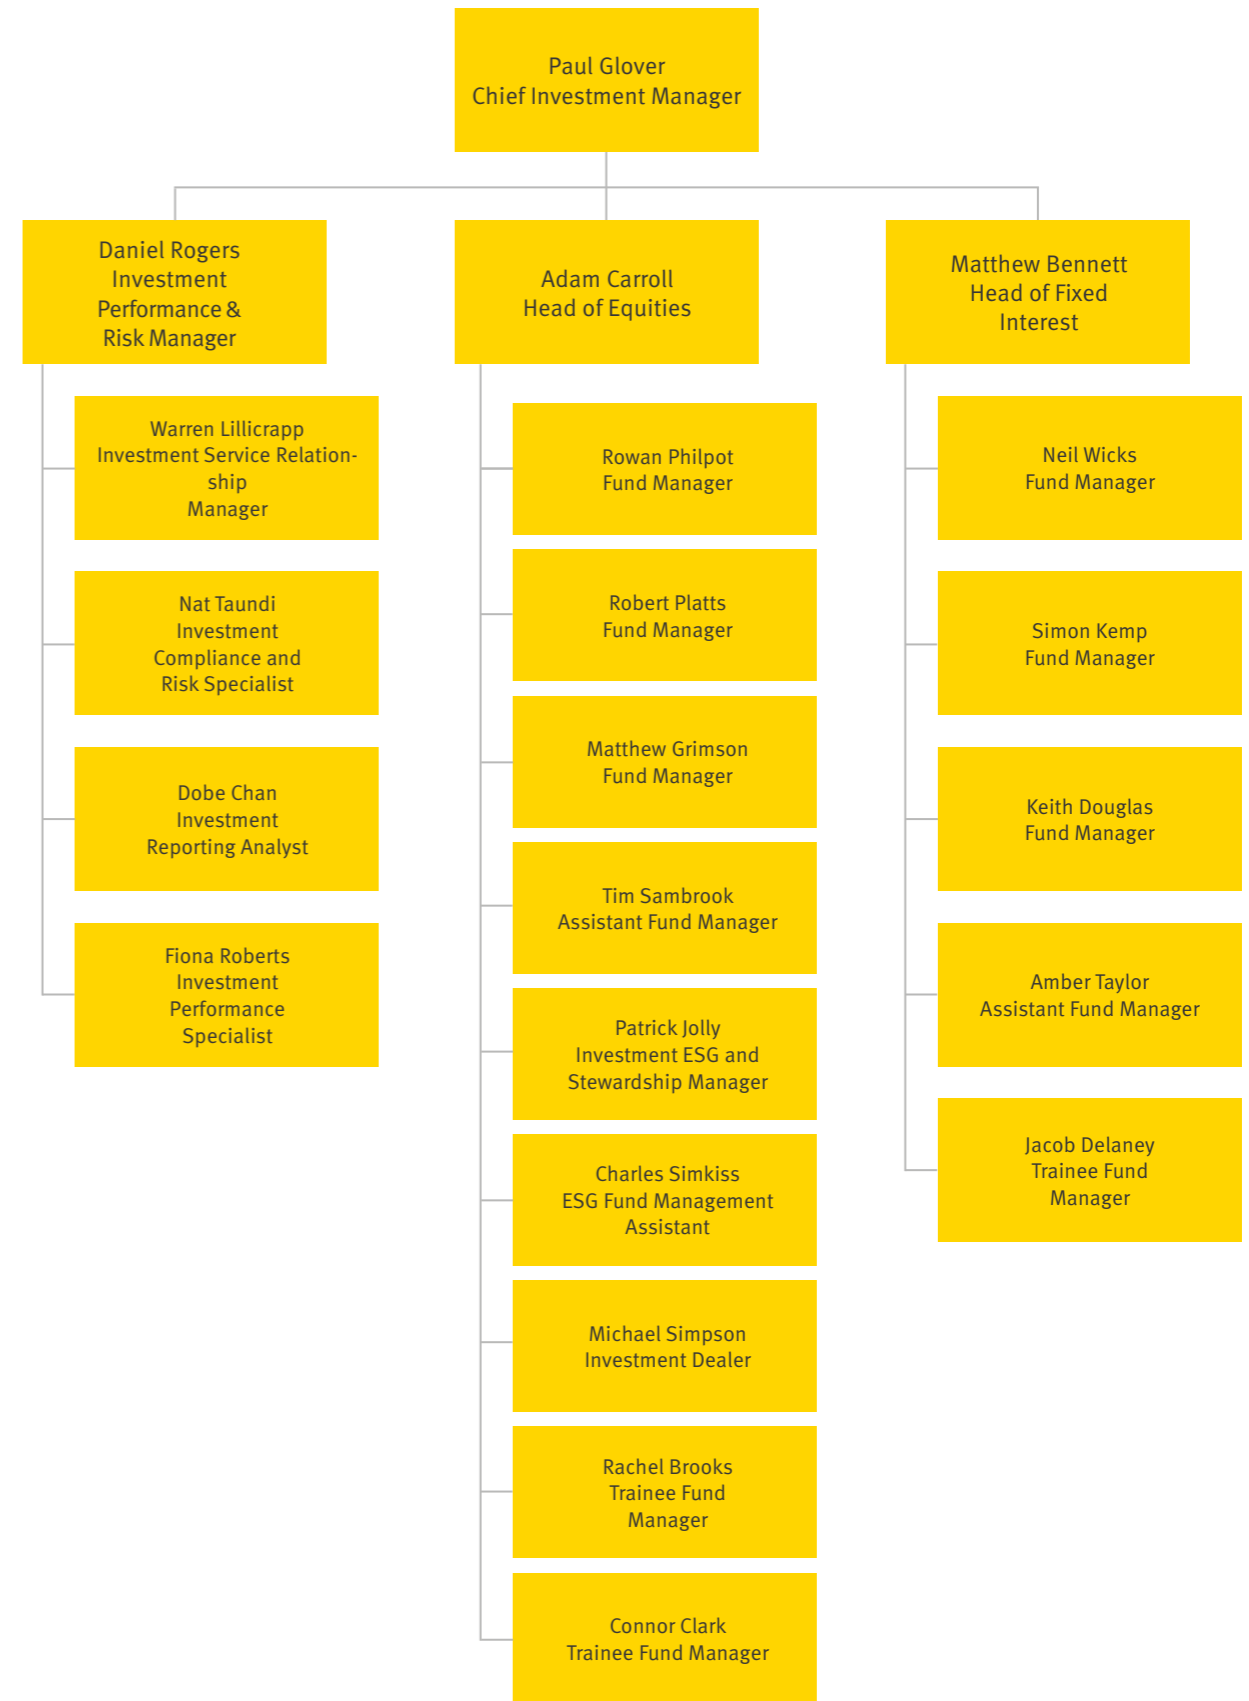 Paul Glover
Chief Investment Manager
Daniel Rogers
Investment
Performance &
Risk Manager
Warren Lillicrapp
Investment Service Relation-
ship
Manager
Nat Taundi
Investment
Compliance and
Risk Specialist
Dobe Chan
Investment
Reporting Analyst
Fiona Roberts
Investment
Performance
Specialist
Adam Carroll
Head of Equities
Rowan Philpot
Fund Manager
Robert Platts
Fund Manager
Matthew Grimson
Fund Manager
Tim Sambrook
Assistant Fund Manager
Patrick Jolly
Investment ESG and
Stewardship Manager
Charles Simkiss
ESG Fund Management
Assistant
Michael Simpson
Investment Dealer
Rachel Brooks
Trainee Fund
Manager
Connor Clark
Trainee Fund Manager
Matthew Bennett
Head of Fixed
Interest
Neil Wicks
Fund Manager
Simon Kemp
Fund Manager
Keith Douglas
Fund Manager
Amber Taylor
Assistant Fund Manager
Jacob Delaney
Trainee Fund
Manager